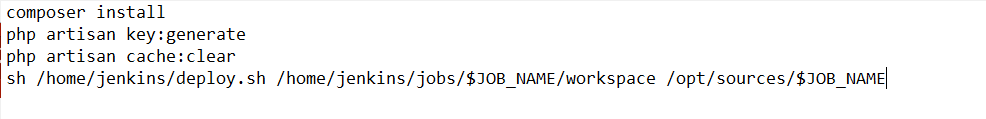 composer install
php artisan key:generate
php artisan cache:clear
sh /home/jenkins/deploy.sh /home/jenkins/jobs/$JOB_NAME/workspace /opt/sources/$JOB_NAME